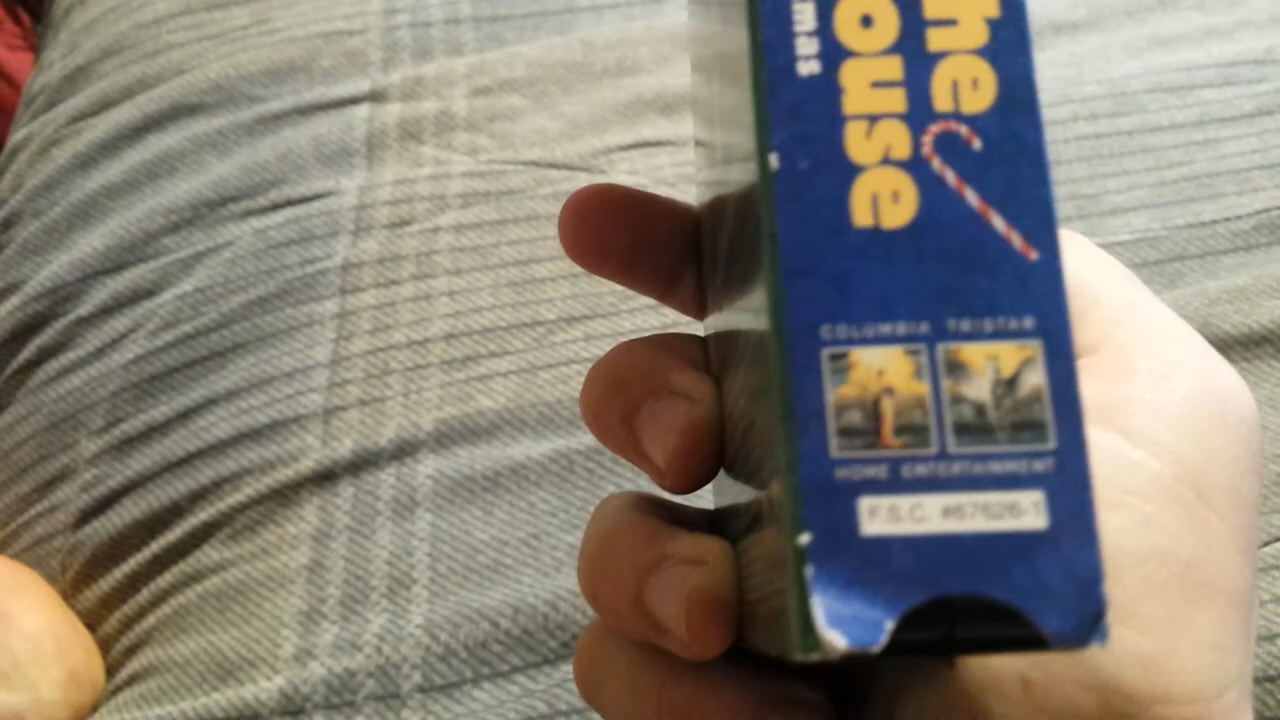 he
ouse
mas
COLUMBIA TRISTAR
HOME ENTERTAINMENT
F.S.C. #67626-1